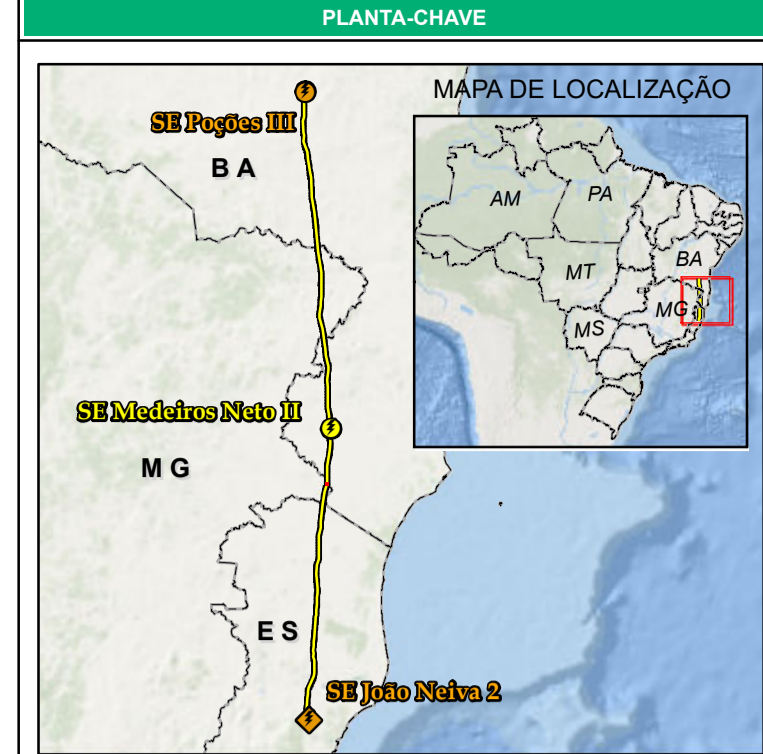 PLANTA-CHAVE
MAPA DE LOCALIZAÇÃO
SE Poções III
B A
AM
PA
BA
MT
MG
MS
SE Medeiros Neto II
M G
E S
SE João Neiva 2